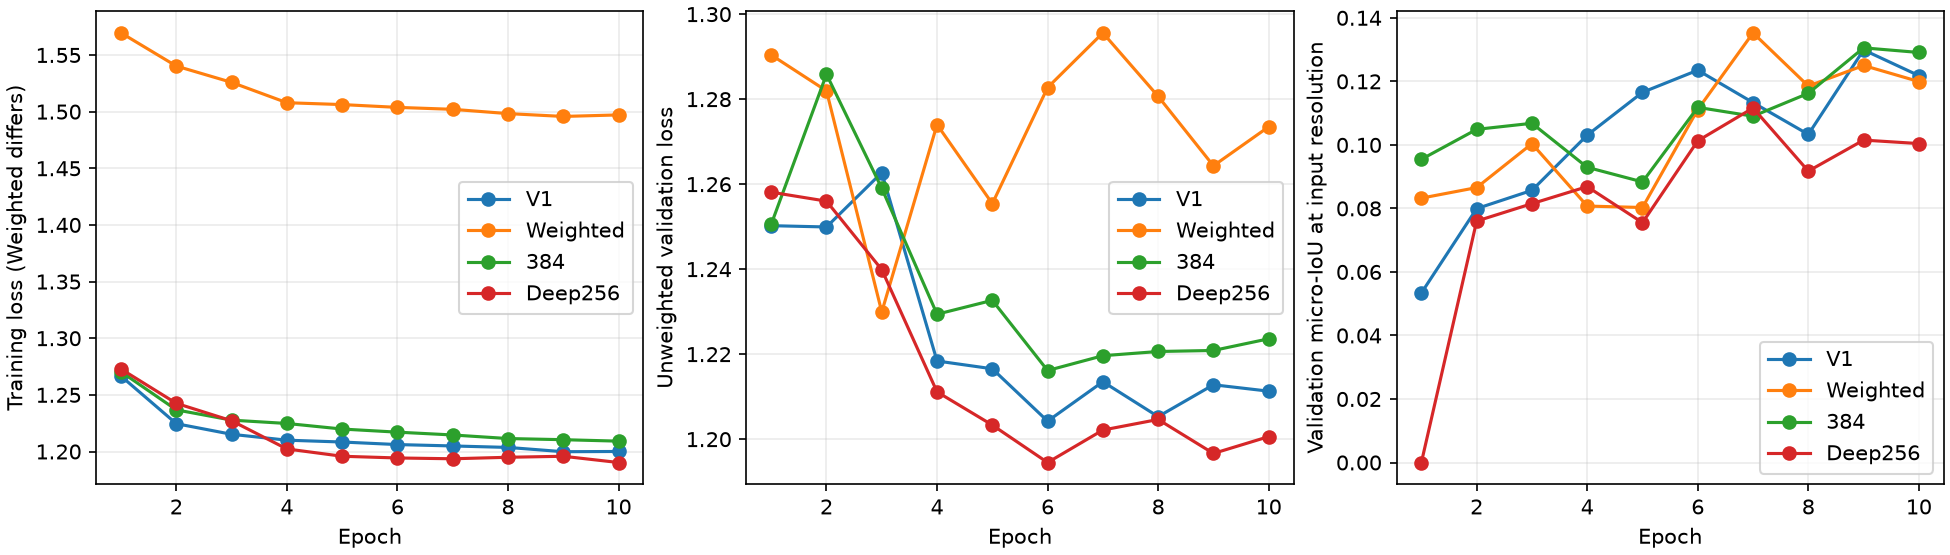 Training loss (Weighted differs)
1.55
1.50
1.45
1.40
1.35
1.30
1.25
1.20
2 4 6 8 10
Epoch
V1
Weighted
384
Deep256
Unweighted validation loss
1.30
1.28
1.26
1.24
1.22
1.20
2 4 6 8 10
Epoch
V1
Weighted
384
Deep256
Validation micro-IoU at input resolution
0.14
0.12
0.10
0.08
0.06
0.04
0.02
0.00
2 4 6 8 10
Epoch
V1
Weighted
384
Deep256